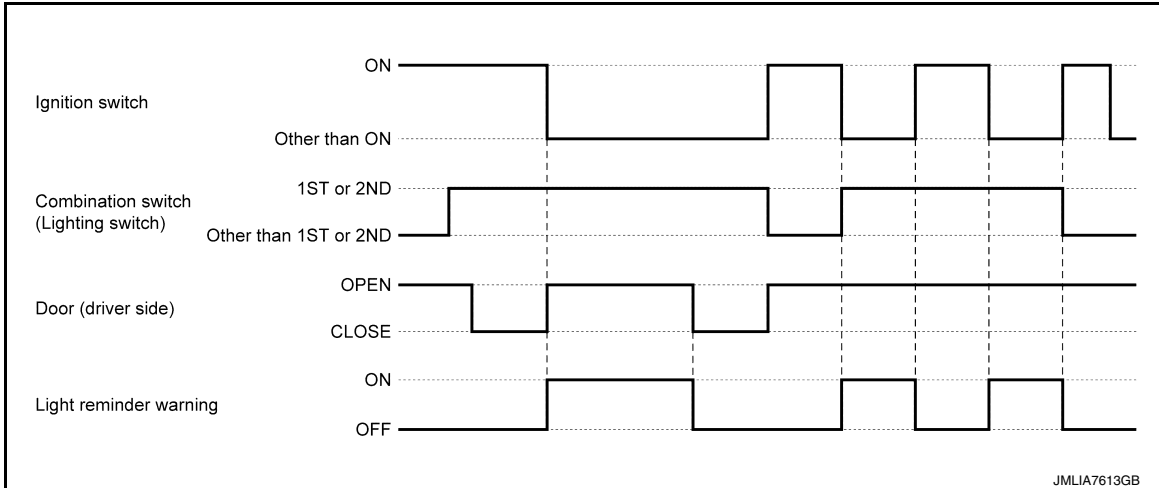 ON
Ignition switch
Other than ON
1ST or 2ND
Combination switch
(Lighting switch)
Other than 1ST or 2ND
OPEN
Door (driver side)
CLOSE
ON
Light reminder warning
OFF
JMLIA7613GB